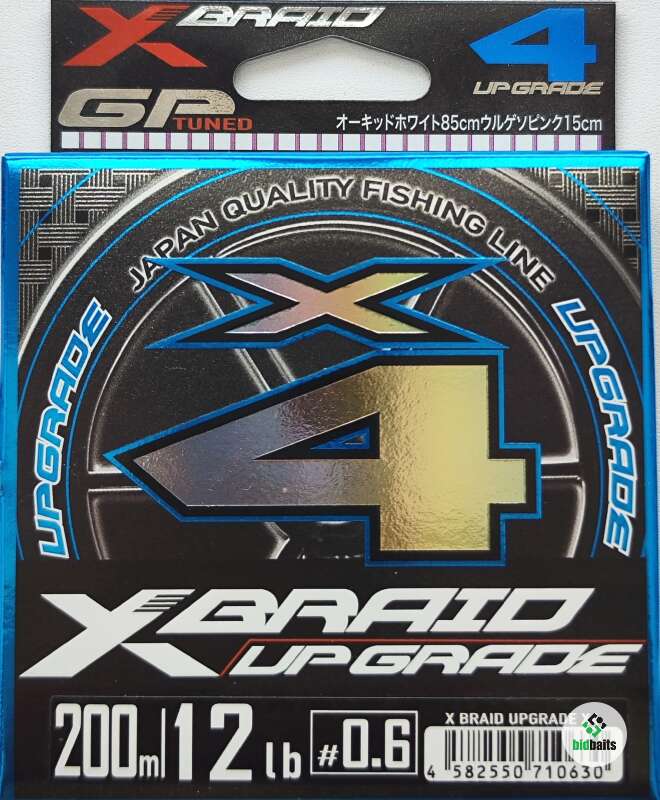 X BRAID
4
UPGRADE
GP
TUNED
オーキッドホワイト85cmウルゲソピンク15cm
JAPAN QUALITY FISHING LINE
UPGRADE
UPGRADE
X
4
X BRAID
UPGRADE
200m
12 lb
#0.6
X BRAID UPGRADE X
4 582550 710630
bidbaits